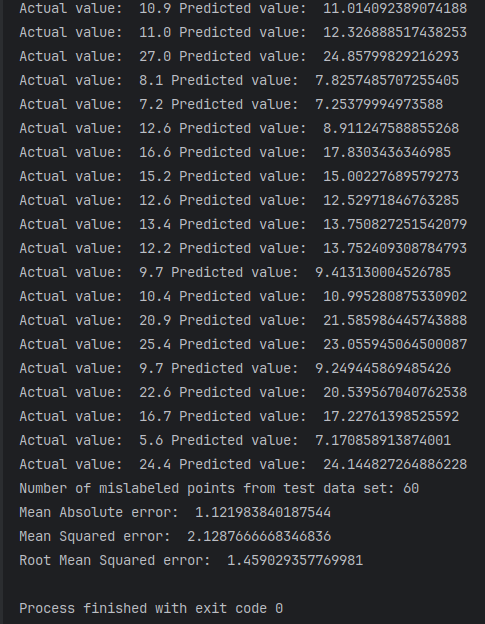 Actual value:  10.9 Predicted value:  11.014092389074188
Actual value:  11.0 Predicted value:  12.326888517438253
Actual value:  27.0 Predicted value:  24.85799829216293
Actual value:  8.1 Predicted value:  7.8257485707255405
Actual value:  7.2 Predicted value:  7.25379994973588
Actual value:  12.6 Predicted value:  8.911247588855268
Actual value:  16.6 Predicted value:  17.8303436346985
Actual value:  15.2 Predicted value:  15.00227689579273
Actual value:  12.6 Predicted value:  12.52971846763285
Actual value:  13.4 Predicted value:  13.750827251542079
Actual value:  12.2 Predicted value:  13.752409308784793
Actual value:  9.7 Predicted value:  9.413130004526785
Actual value:  10.4 Predicted value:  10.995280875330902
Actual value:  20.9 Predicted value:  21.585986445743888
Actual value:  25.4 Predicted value:  23.055945064500087
Actual value:  9.7 Predicted value:  9.249445869485426
Actual value:  22.6 Predicted value:  20.539567040762538
Actual value:  16.7 Predicted value:  17.22761398525592
Actual value:  5.6 Predicted value:  7.170858913874001
Actual value:  24.4 Predicted value:  24.144827264886228
Number of mislabeled points from test data set: 60
Mean Absolute error:  1.121983840187544
Mean Squared error:  2.1287666668346836
Root Mean Squared error:  1.459029357769981
Process finished with exit code 0